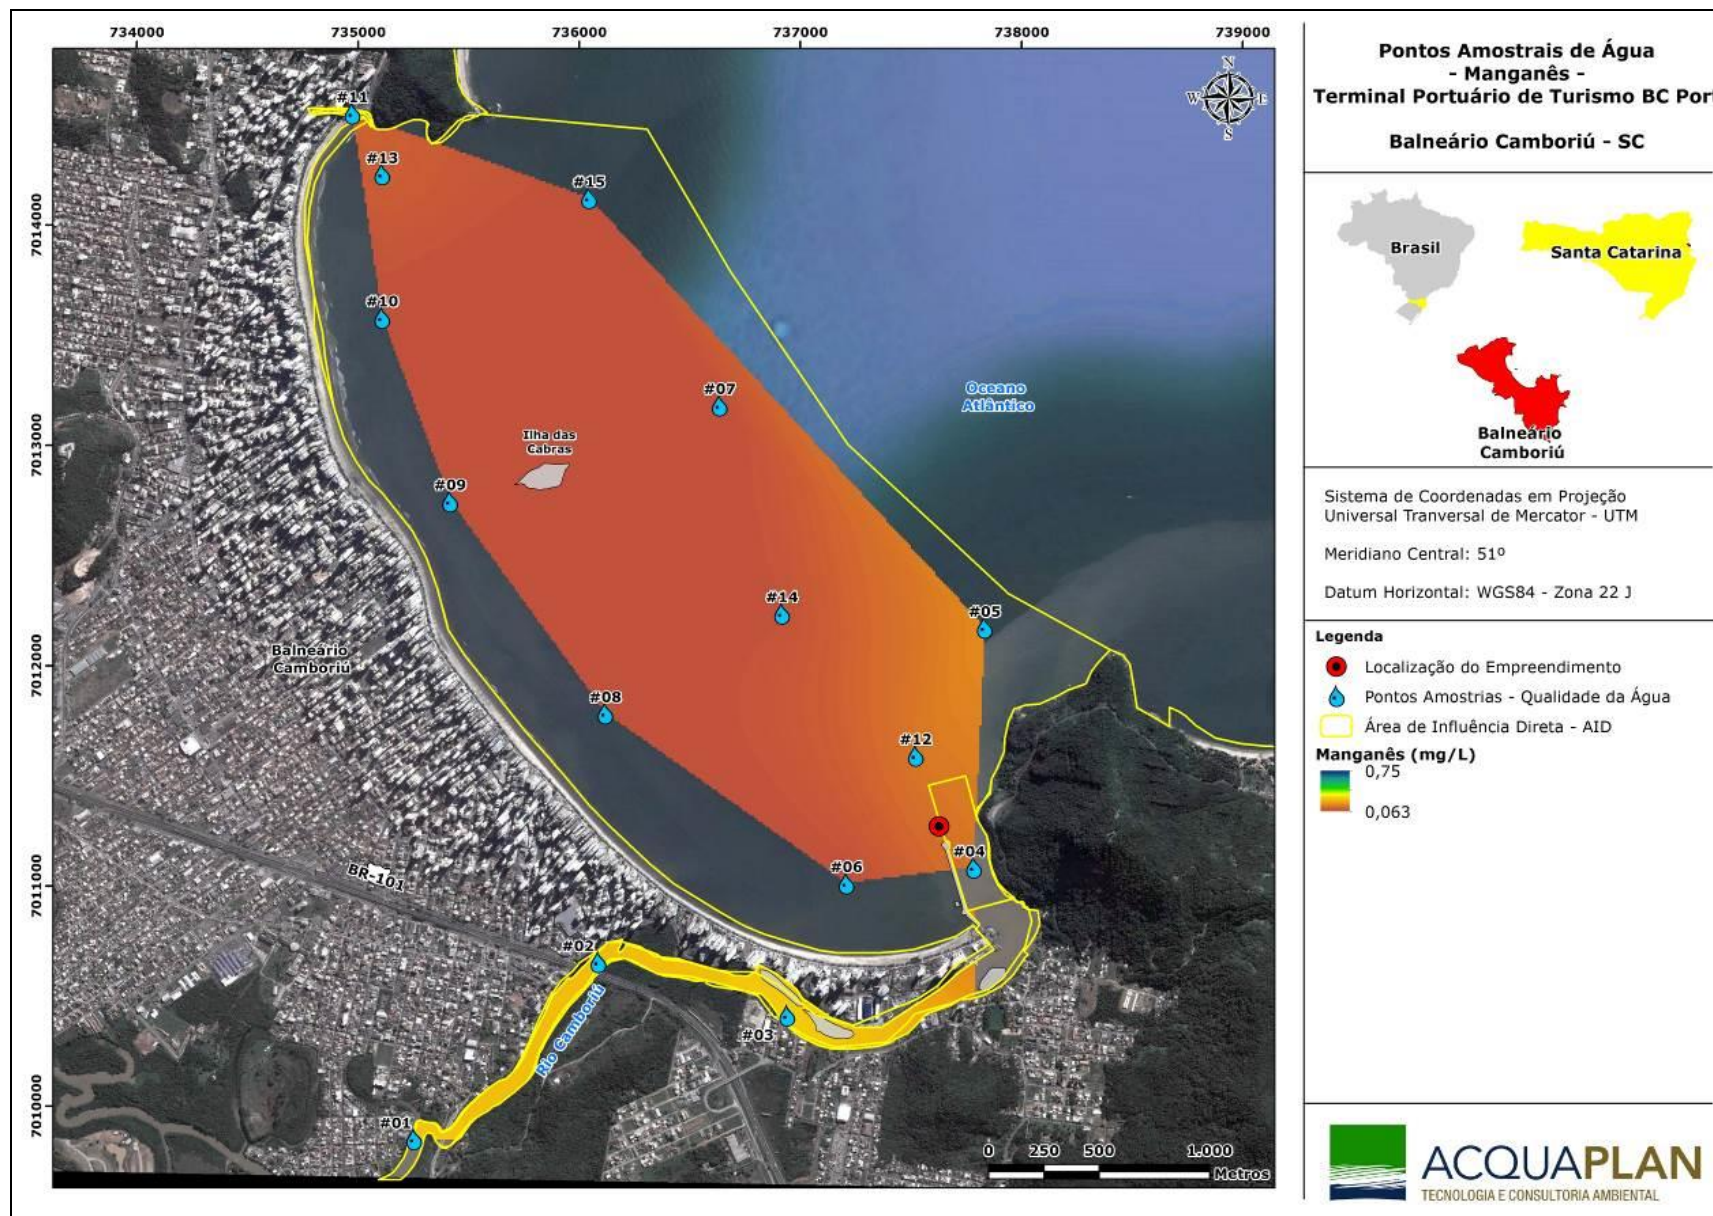 734000
735000
736000
737000
738000
739000
7014000
7013000
7012000
7011000
7010000
N
W
E
S
#11
#13
#15
#10
#07
Oceano
Atlântico
Ilha das
Cabras
#09
#14
#05
Balneário
Camboriú
#08
#12
#04
#06
BR-101
#02
Rio Camboriú
#03
#01
0 250 500 1.000
Metros
Pontos Amostrais de Água
- Manganês -
Terminal Portuário de Turismo BC Port
Balneário Camboriú - SC
Brasil
Santa Catarina
Balneário
Camboriú
Sistema de Coordenadas em Projeção
Universal Tranversal de Mercator - UTM
Meridiano Central: 51º
Datum Horizontal: WGS84 - Zona 22 J
Legenda
Localização do Empreendimento
Pontos Amostrias - Qualidade da Água
Área de Influência Direta - AID
Manganês (mg/L)
0,75
0,063
ACQUAPLAN
TECNOLOGIA E CONSULTORIA AMBIENTAL